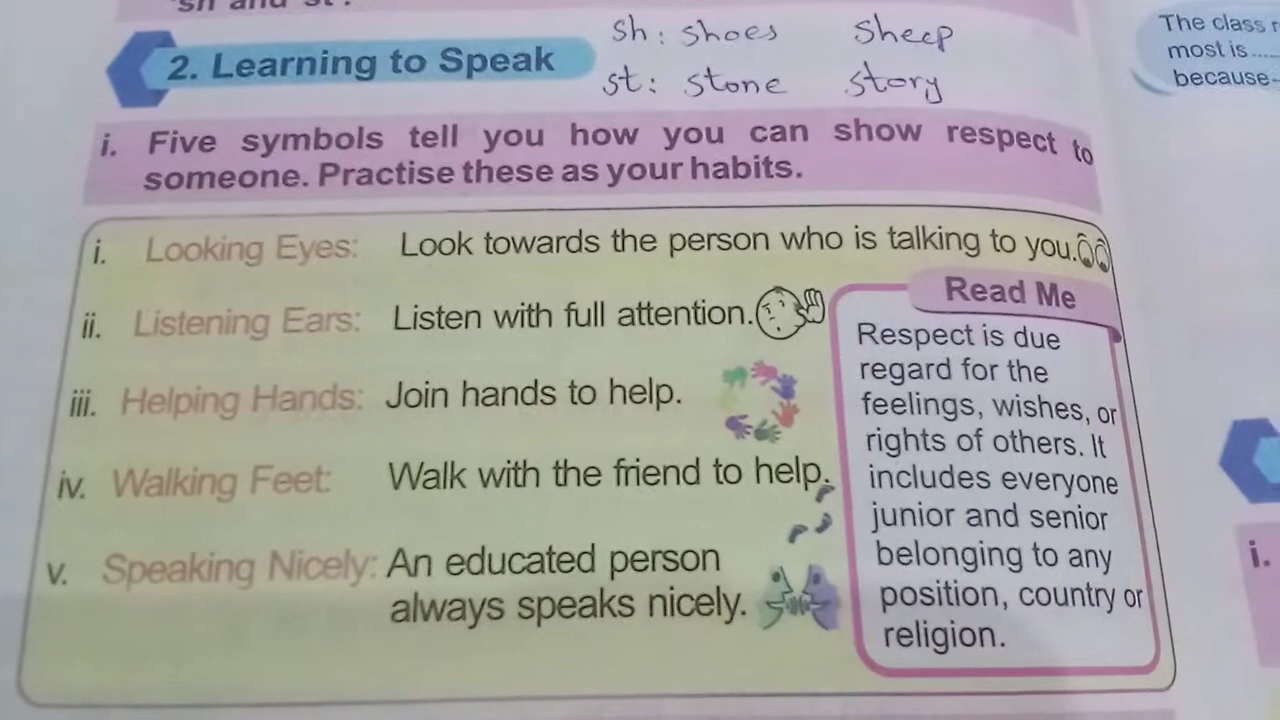 'sh and st'.
sh: shoes sheep
2. Learning to Speak
st: stone story
i. Five symbols tell you how you can show respect to
someone. Practise these as your habits.
i. Looking Eyes: Look towards the person who is talking to you.
ii. Listening Ears: Listen with full attention.
iii. Helping Hands: Join hands to help.
iv. Walking Feet: Walk with the friend to help.
v. Speaking Nicely: An educated person
always speaks nicely.
Read Me
Respect is due
regard for the
feelings, wishes, or
rights of others. It
includes everyone
junior and senior
belonging to any
position, country or
religion.
The class
most is ....
because-
i.